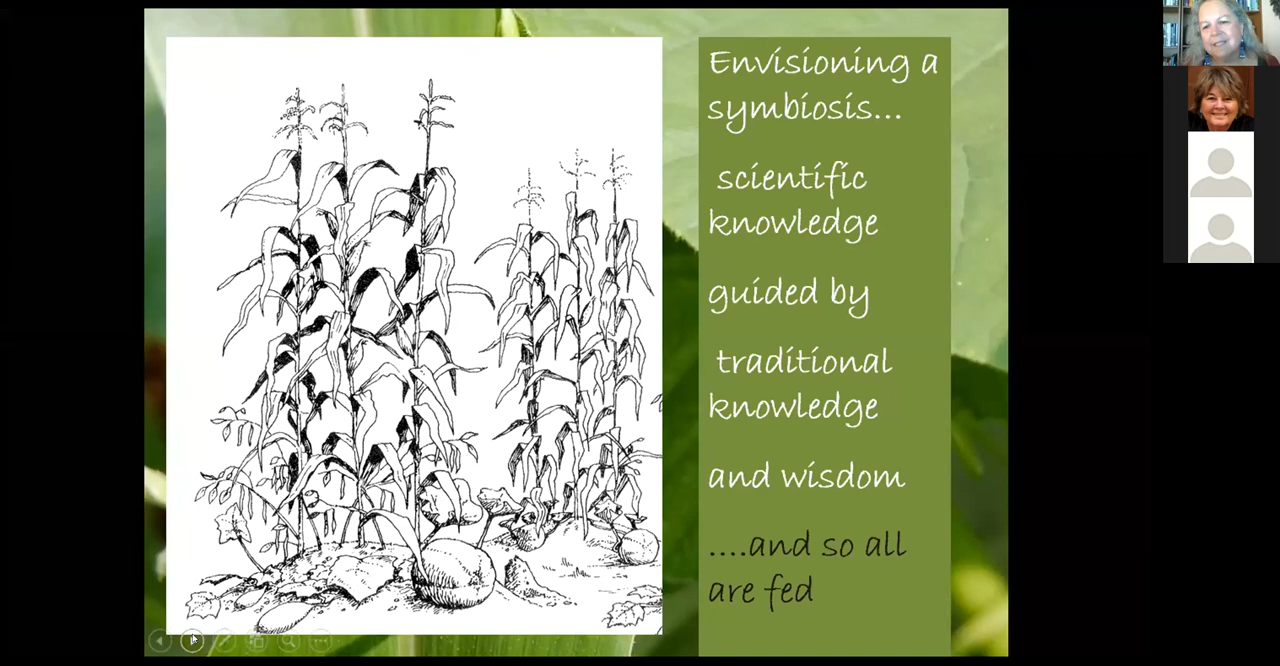 Envisioning a
symbiosis...
scientific
knowledge
guided by
traditional
knowledge
and wisdom
....and so all
are fed